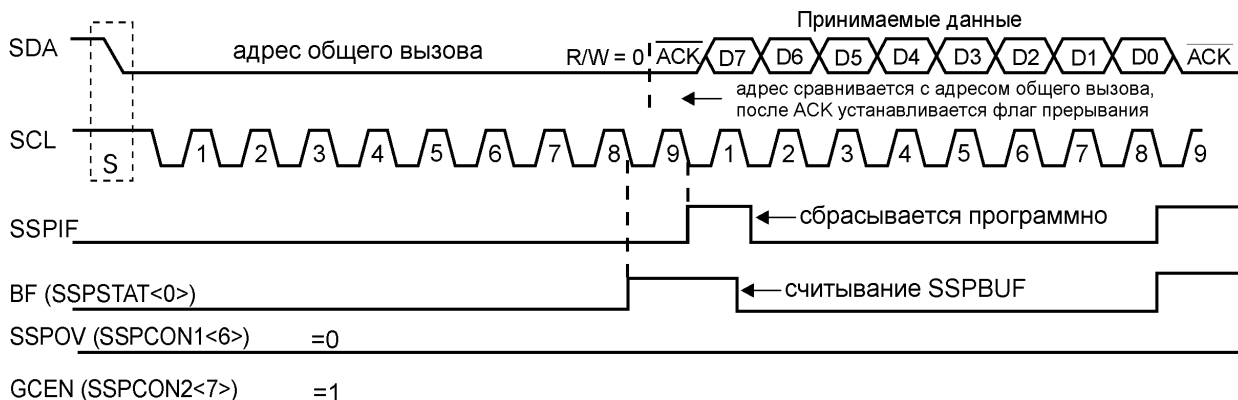 Принимаемые данные
SDA адрес общего вызова R/W = 0 ACK D7 D6 D5 D4 D3 D2 D1 D0 ACK
адрес сравнивается с адресом общего вызова,
после ACK устанавливается флаг прерывания
SCL S 1 2 3 4 5 6 7 8 9 1 2 3 4 5 6 7 8 9
SSPIF сбрасывается программно
BF (SSPSTAT<0>) считывание SSPBUF
SSPOV (SSPCON1<6>) =0
GCEN (SSPCON2<7>) =1